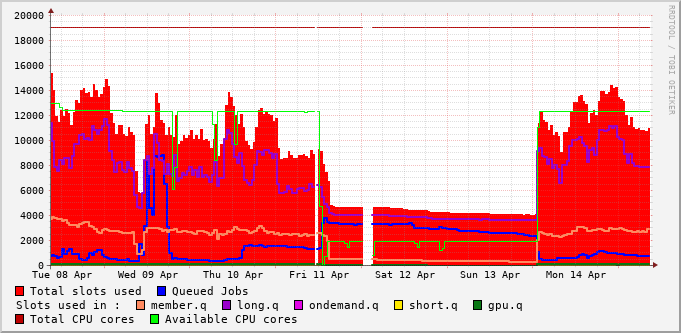 RRDTOOL / TOBI OETIKER
20000
18000
16000
14000
12000
10000
8000
6000
4000
2000
0
Tue 08 Apr Wed 09 Apr Thu 10 Apr Fri 11 Apr Sat 12 Apr Sun 13 Apr Mon 14 Apr
Total slots used Queued Jobs
Slots used in : member.q long.q ondemand.q short.q gpu.q
Total CPU cores Available CPU cores